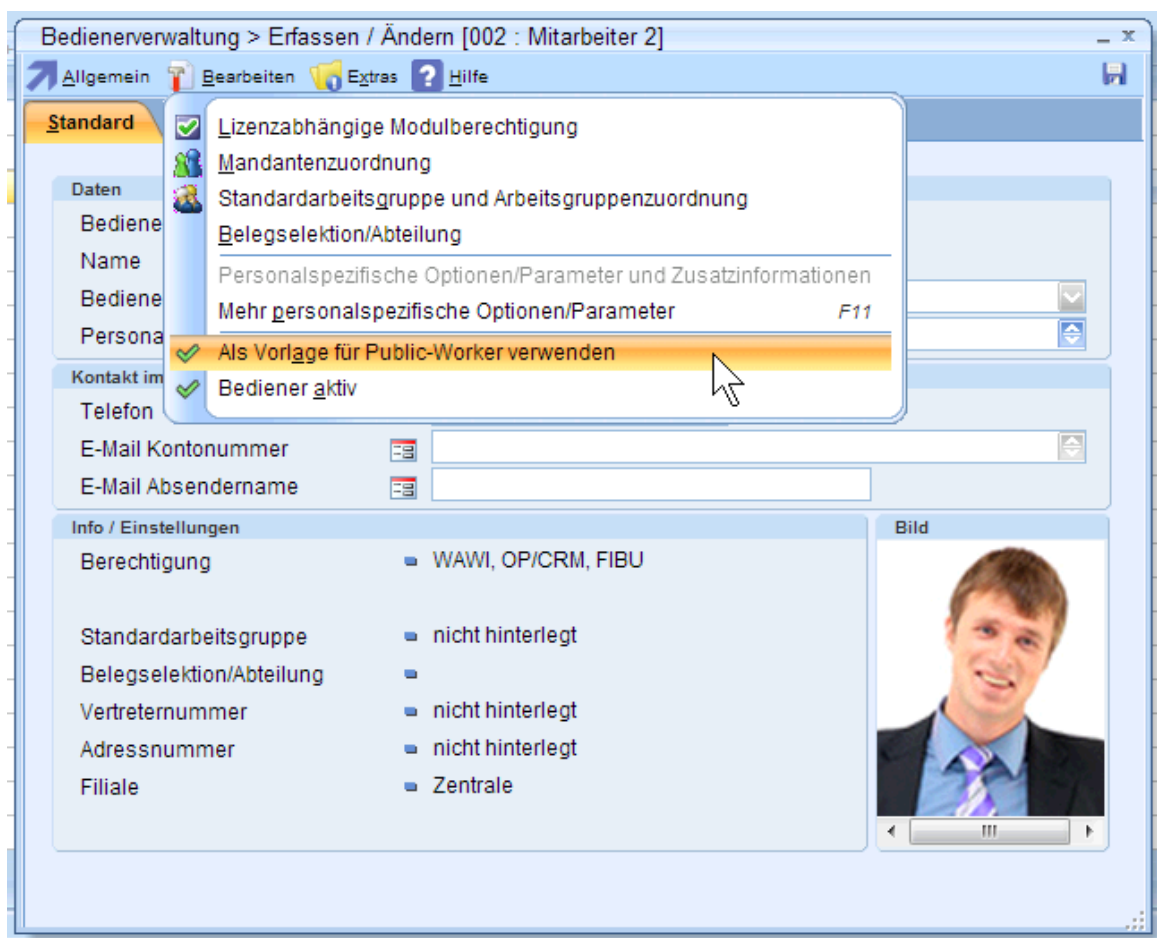 Bedienerverwaltung > Erfassen / Ändern [002 : Mitarbeiter 2]
Allgemein Bearbeiten Extras Hilfe
Standard
Lizenzabhängige Modulberechtigung
Mandantenzuordnung
Standardarbeitsgruppe und Arbeitsgruppenzuordnung
Belegselektion/Abteilung
Personalspezifische Optionen/Parameter und Zusatzinformationen
Mehr personalspezifische Optionen/Parameter F11
Als Vorlage für Public-Worker verwenden
Bediener aktiv
Daten
Bediene
Name
Bediene
Persona
Kontakt im
Telefon
E-Mail Kontonummer
E-Mail Absendername
Info / Einstellungen
Berechtigung WAWI, OP/CRM, FIBU
Standardarbeitsgruppe nicht hinterlegt
Belegselektion/Abteilung
Vertreternummer nicht hinterlegt
Adressnummer nicht hinterlegt
Filiale Zentrale
Bild